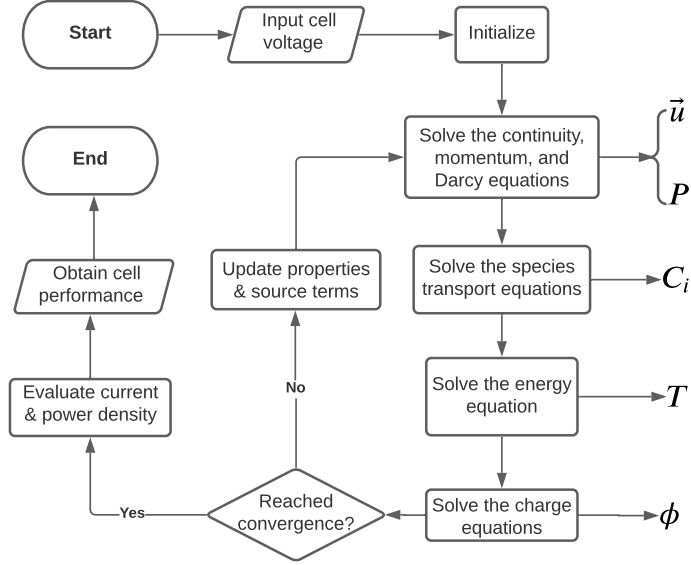 Start
Input cell
voltage
Initialize
Solve the continuity,
momentum, and
Darcy equations
$\vec{u}$
P
End
Obtain cell
performance
Update properties
& source terms
Solve the species
transport equations
$C_i$
Evaluate current
& power density
No
Solve the energy
equation
T
Yes
Reached
convergence?
Solve the charge
equations
ϕ